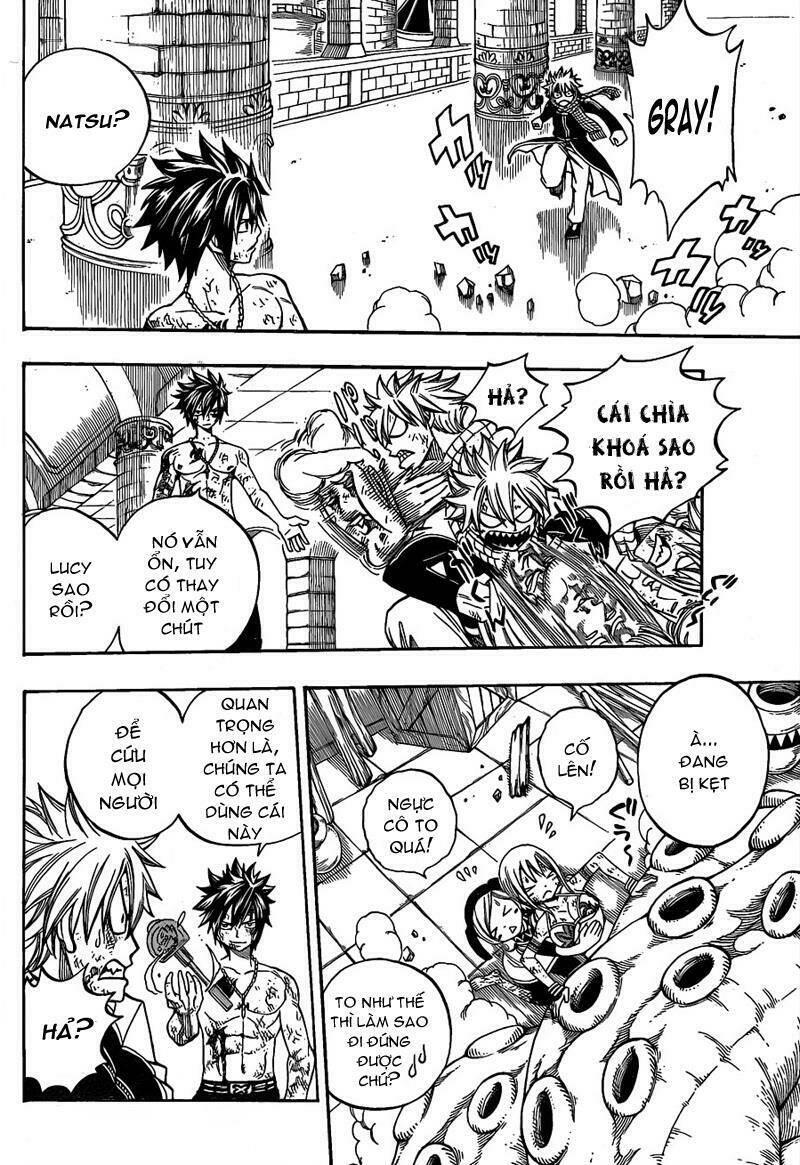 GRAY!
NATSU?
HẢ?
CÁI CHÌA
KHOÁ SAO
RỒI HẢ?
NÓ VẪN
ỔN, TUY
CÓ THAY
ĐỔI MỘT
CHÚT
LUCY
SAO
RỒI?
À...
ĐANG
BỊ KẸT
CỐ
LÊN!
NGỰC
CÔ TO
QUÁ!
TO NHƯ THẾ
THÌ LÀM SAO
ĐI ĐỨNG
ĐƯỢC
CHỨ?
QUAN
TRỌNG
HƠN LÀ,
CHÚNG TA
CÓ THỂ
DÙNG CÁI
NÀY
ĐỂ
CỨU
MỌI
NGƯỜI
HẢ?